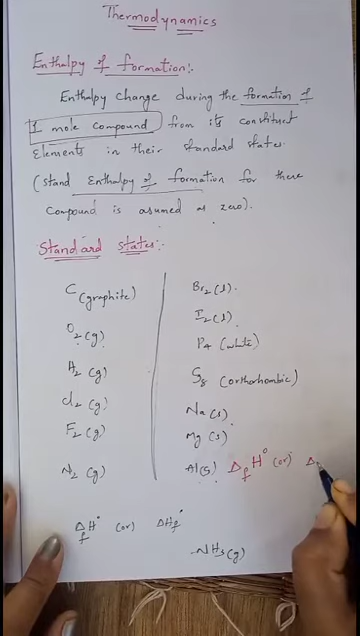 Thermodynamics
Enthalpy of formation:-
Enthalpy change during the formation of
1 mole compound from its constituent
Elements in their standard states.
(stand Enthalpy of formation for these
compound is asumed as zero).
Standard states:-
C (graphite)
O₂ (g)
H₂ (g)
Cl₂ (g)
F₂ (g)
N₂ (g)
Br₂ (l).
I₂ (s).
P₄ (white)
S₈ (orthorhombic)
Na (s)
Mg (s)
Al (s) ΔfH° (or) Δ
ΔfH° (or) ΔHf°
NH₃ (g)